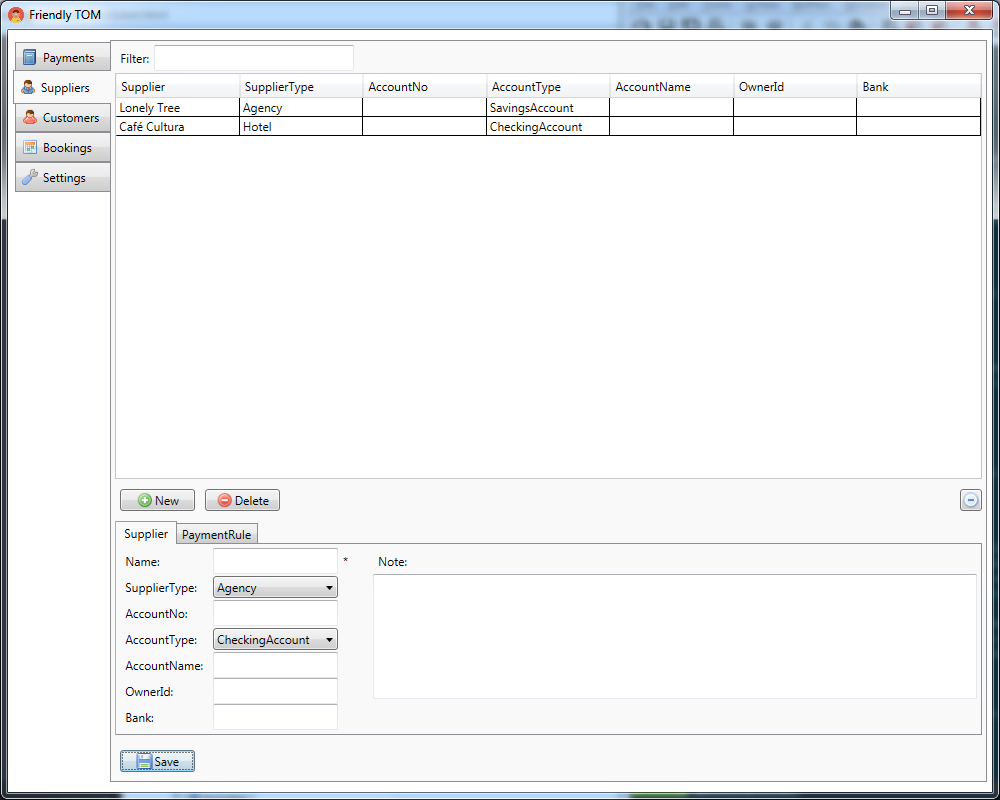 Friendly TOM
Payments
Suppliers
Customers
Bookings
Settings
Filter:
Supplier SupplierType AccountNo AccountType AccountName OwnerId Bank
Lonely Tree Agency SavingsAccount
Café Cultura Hotel CheckingAccount
New Delete
Supplier PaymentRule
Name: * Note:
SupplierType: Agency
AccountNo:
AccountType: CheckingAccount
AccountName:
OwnerId:
Bank:
Save